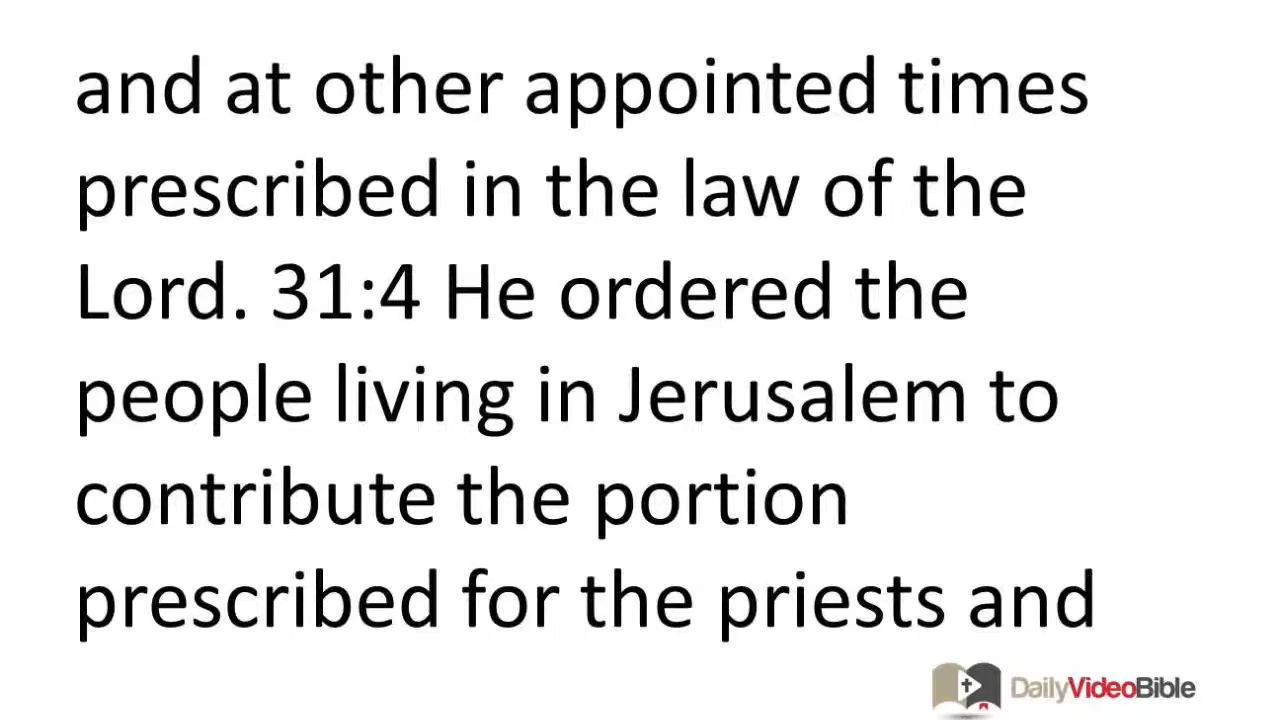 and at other appointed times
prescribed in the law of the
Lord. 31:4 He ordered the
people living in Jerusalem to
contribute the portion
prescribed for the priests and
DailyVideoBible